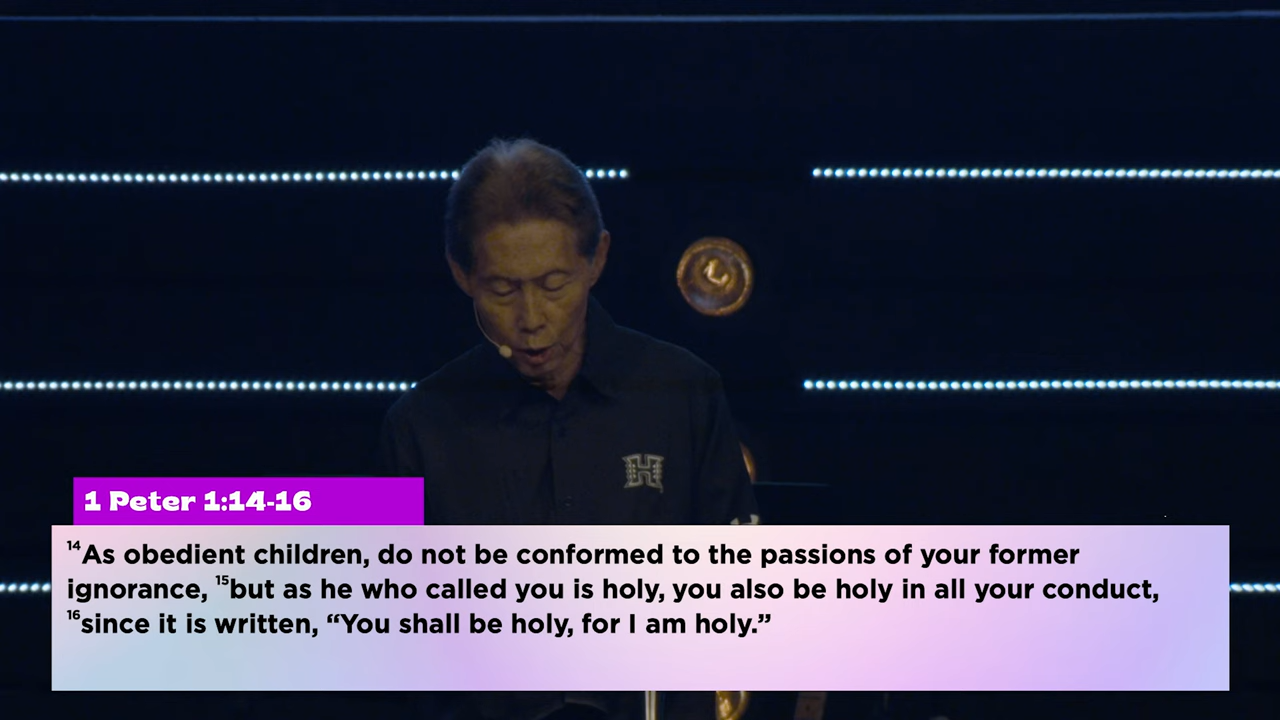 H
1 Peter 1:14-16
¹⁴As obedient children, do not be conformed to the passions of your former
ignorance, ¹⁵but as he who called you is holy, you also be holy in all your conduct,
¹⁶since it is written, “You shall be holy, for I am holy.”